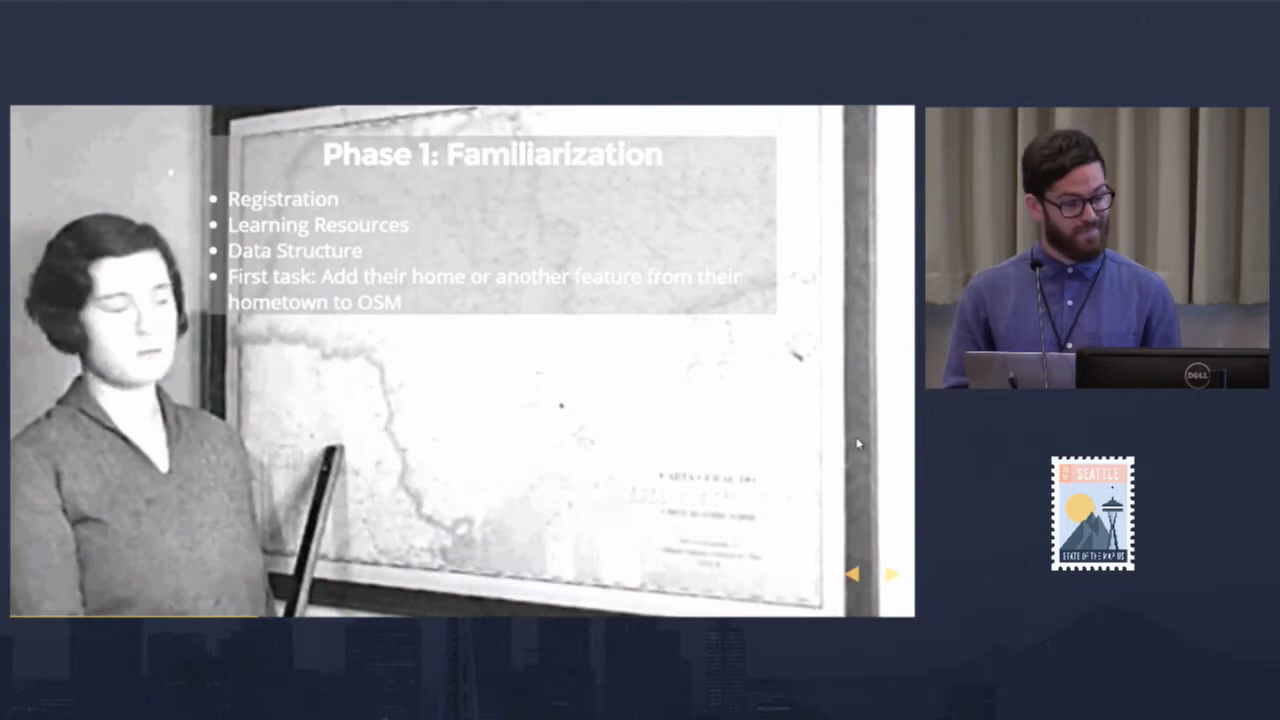 Phase 1: Familiarization
Registration
Learning Resources
Data Structure
First task: Add their home or another feature from their
hometown to OSM
DELL
SEATTLE
STATE OF THE MAP US